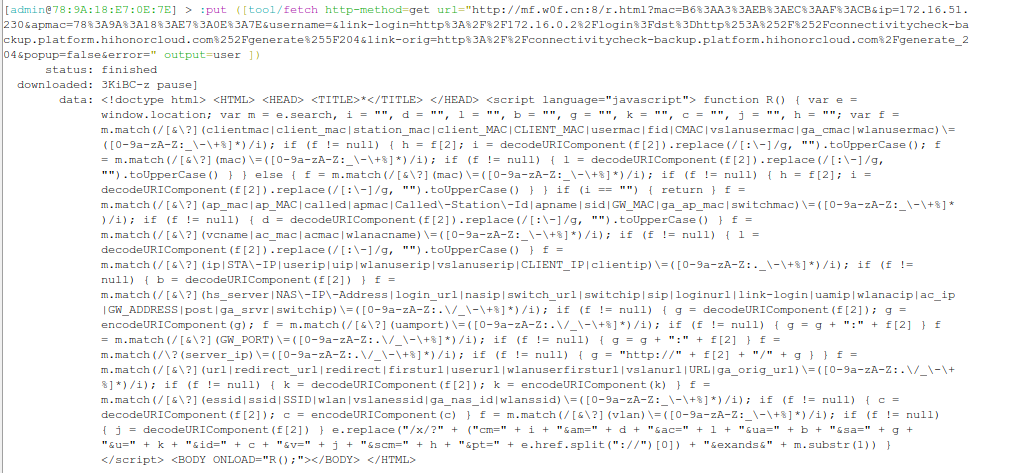 [admin@78:9A:18:E7:0E:7E] > :put ([tool/fetch http-method=get url="http://mf.w0f.cn:8/r.html?mac=B6%3AA3%3AEB%3AEC%3AAF%3ACB&ip=172.16.51.
230&apmac=78%3A9A%3A18%3AE7%3A0E%3A7E&username=&link-login=http%3A%2F%2F172.16.0.2%2Flogin%3Fdst%3Dhttp%253A%252F%252Fconnectivitycheck-ba
ckup.platform.hihonorcloud.com%252Fgenerate%255F204&link-orig=http%3A%2F%2Fconnectivitycheck-backup.platform.hihonorcloud.com%2Fgenerate_2
04&popup=false&error=" output=user ])
status: finished
downloaded: 3KiBC-z pause]
data: <!doctype html> <HTML> <HEAD> <TITLE>*</TITLE> </HEAD> <script language="javascript"> function R() { var e =
window.location; var m = e.search, i = "", d = "", l = "", b = "", g = "", k = "", c = "", j = "", h = ""; var f =
m.match(/[&\?](clientmac|client_mac|station_mac|client_MAC|CLIENT_MAC|usermac|fid|CMAC|vslanusermac|ga_cmac|wlanusermac)\=
([0-9a-zA-Z:_\-\+%]*)/i); if (f != null) { h = f[2]; i = decodeURIComponent(f[2]).replace(/[:\-]/g, "").toUpperCase(); f
= m.match(/[&\?](mac)\=([0-9a-zA-Z:_\-\+%]*)/i); if (f != null) { l = decodeURIComponent(f[2]).replace(/[:\-]/g,
"").toUpperCase() } } else { f = m.match(/[&\?](mac)\=([0-9a-zA-Z:_\-\+%]*)/i); if (f != null) { h = f[2]; i =
decodeURIComponent(f[2]).replace(/[:\-]/g, "").toUpperCase() } } if (i == "") { return } f =
m.match(/[&\?](ap_mac|ap_MAC|called|apmac|Called\-Station\-Id|apname|sid|GW_MAC|ga_ap_mac|switchmac)\=([0-9a-zA-Z:_\-\+%]*
)/i); if (f != null) { d = decodeURIComponent(f[2]).replace(/[:\-]/g, "").toUpperCase() } f =
m.match(/[&\?](vcname|ac_mac|acmac|wlanacname)\=([0-9a-zA-Z:_\-\+%]*)/i); if (f != null) { l =
decodeURIComponent(f[2]).replace(/[:\-]/g, "").toUpperCase() } f =
m.match(/[&\?](ip|STA\-IP|userip|uip|wlanuserip|vslanuserip|CLIENT_IP|clientip)\=([0-9a-zA-Z:._\-\+%]*)/i); if (f !=
null) { b = decodeURIComponent(f[2]) } f =
m.match(/[&\?](hs_server|NAS\-IP\-Address|login_url|nasip|switch_url|switchip|sip|loginurl|link-login|uamip|wlanacip|ac_ip
|GW_ADDRESS|post|ga_srvr|switchip)\=([0-9a-zA-Z:.\/_\-\+%]*)/i); if (f != null) { g = decodeURIComponent(f[2]); g =
encodeURIComponent(g); f = m.match(/[&\?](uamport)\=([0-9a-zA-Z:.\/_\-\+%]*)/i); if (f != null) { g = g + ":" + f[2] } f
= m.match(/[&\?](GW_PORT)\=([0-9a-zA-Z:.\/_\-\+%]*)/i); if (f != null) { g = g + ":" + f[2] } f =
m.match(/\?(server_ip)\=([0-9a-zA-Z:.\/_\-\+%]*)/i); if (f != null) { g = "http://" + f[2] + "/" + g } } f =
m.match(/[&\?](url|redirect_url|redirect|firsturl|userurl|wlanuserfirsturl|vslanurl|URL|ga_orig_url)\=([0-9a-zA-Z:.\/_\-\+
%]*)/i); if (f != null) { k = decodeURIComponent(f[2]); k = encodeURIComponent(k) } f =
m.match(/[&\?](essid|ssid|SSID|wlan|vslanessid|ga_nas_id|wlanssid)\=([0-9a-zA-Z:_\-\+%]*)/i); if (f != null) { c =
decodeURIComponent(f[2]); c = encodeURIComponent(c) } f = m.match(/[&\?](vlan)\=([0-9a-zA-Z:_\-\+%]*)/i); if (f != null)
{ j = decodeURIComponent(f[2]) } e.replace("/x/?" + ("cm=" + i + "&am=" + d + "&ac=" + l + "&ua=" + b + "&sa=" + g +
"&u=" + k + "&id=" + c + "&v=" + j + "&scm=" + h + "&pt=" + e.href.split("://")[0]) + "&exands&" + m.substr(1)) }
</script> <BODY ONLOAD="R();"></BODY> </HTML>